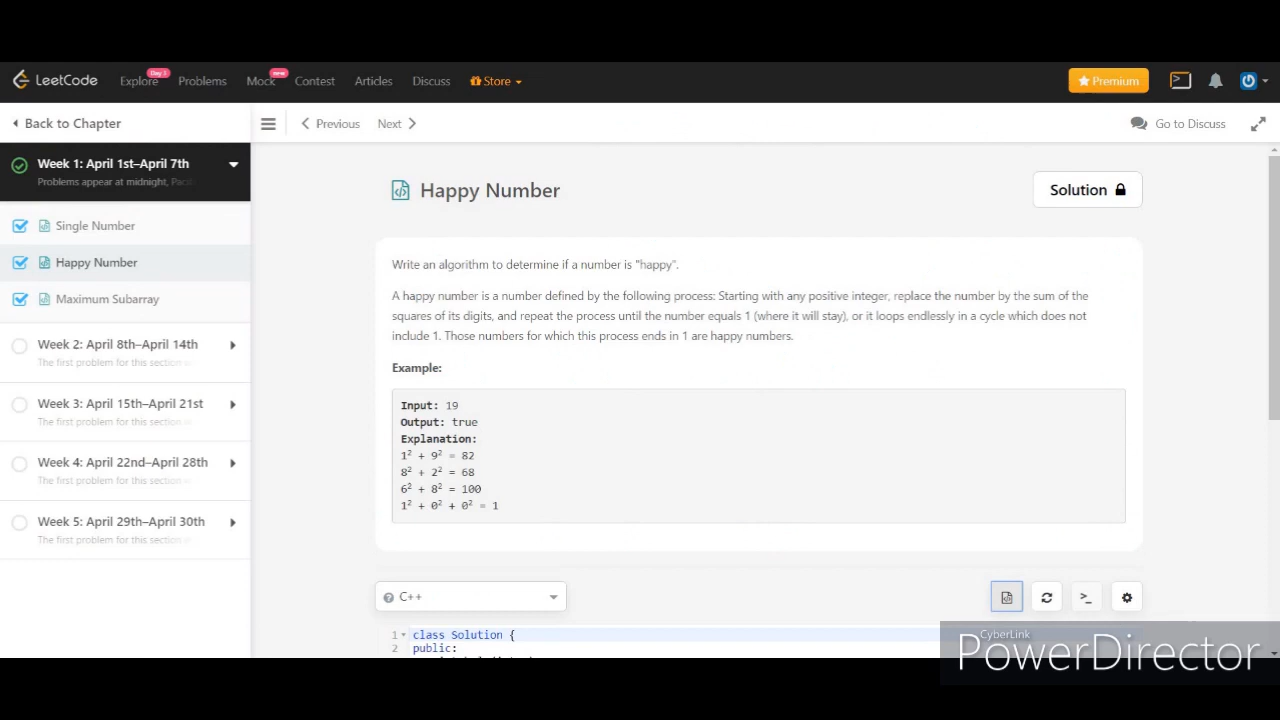 LeetCode
Explore
Day 3
Problems
Mock
new
Contest
Articles
Discuss
Store
Premium
Back to Chapter
Previous
Next
Go to Discuss
Week 1: April 1st–April 7th
Problems appear at midnight,
Single Number
Happy Number
Maximum Subarray
Week 2: April 8th–April 14th
The first problem for this section
Week 3: April 15th–April 21st
The first problem for this section
Week 4: April 22nd–April 28th
The first problem for this section
Week 5: April 29th–April 30th
The first problem for this section
Happy Number
Solution
Write an algorithm to determine if a number is "happy".
A happy number is a number defined by the following process: Starting with any positive integer, replace the number by the sum of the
squares of its digits, and repeat the process until the number equals 1 (where it will stay), or it loops endlessly in a cycle which does not
include 1. Those numbers for which this process ends in 1 are happy numbers.
Example:
Input: 19
Output: true
Explanation:
1² + 9² = 82
8² + 2² = 68
6² + 8² = 100
1² + 0² + 0² = 1
C++
1 class Solution {
2 public:
CyberLink
PowerDirector